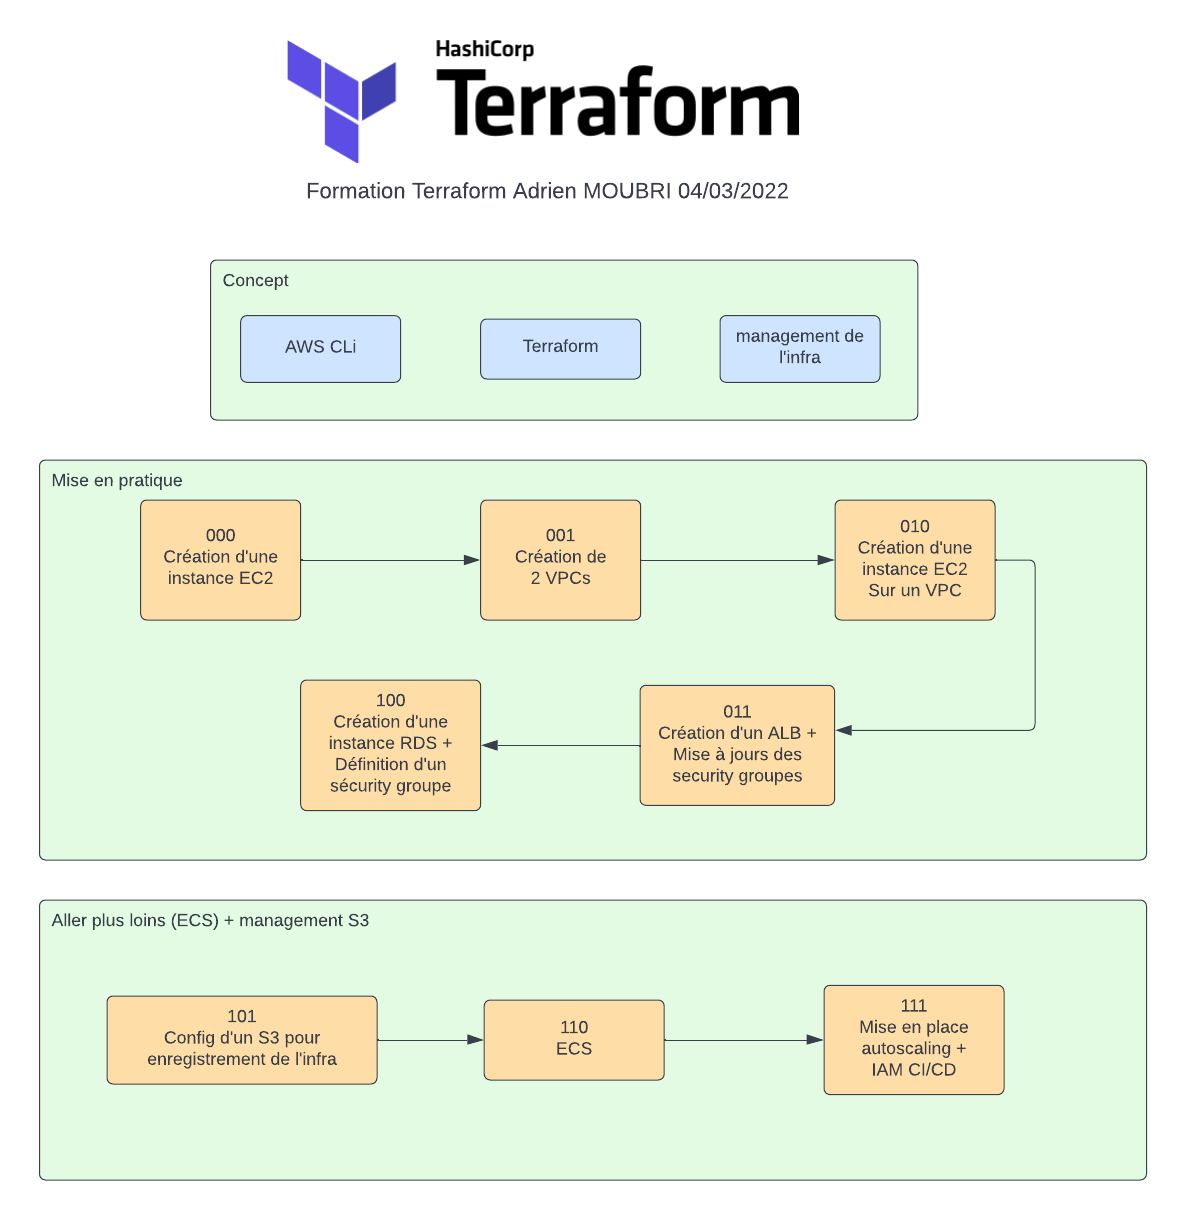 HashiCorp
Terraform
Formation Terraform Adrien MOUBRI 04/03/2022
Concept
AWS CLi
Terraform
management de
l'infra
Mise en pratique
000
Création d'une
instance EC2
001
Création de
2 VPCs
010
Création d'une
instance EC2
Sur un VPC
011
Création d'un ALB +
Mise à jours des
security groupes
100
Création d'une
instance RDS +
Définition d'un
sécurity groupe
Aller plus loins (ECS) + management S3
101
Config d'un S3 pour
enregistrement de l'infra
110
ECS
111
Mise en place
autoscaling +
IAM CI/CD